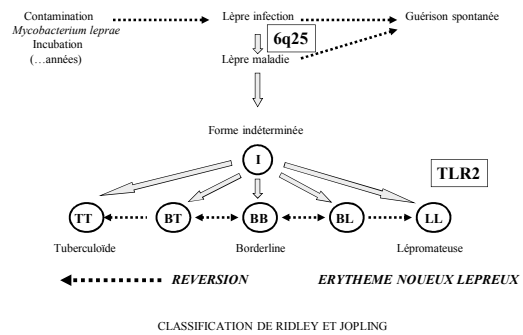 Contamination
Mycobacterium leprae
Incubation
(…années)
Lèpre infection
Guérison spontanée
6q25
Lèpre maladie
Forme indéterminée
I
TLR2
TT BT BB BL LL
Tuberculoïde Borderline Lépromateuse
REVERSION ERYTHEME NOUEUX LEPREUX
CLASSIFICATION DE RIDLEY ET JOPLING